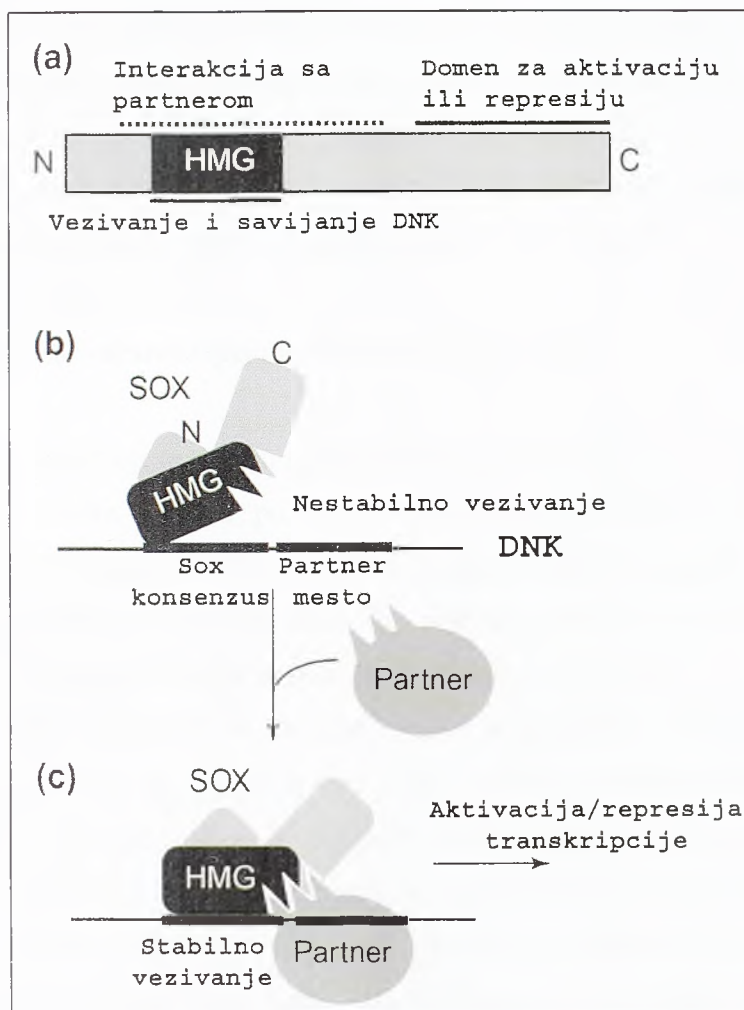 (a)
Interakcija sa
partnerom
Domen za aktivaciju
ili represiju
N
HMG
C
Vezivanje i savijanje DNK
(b)
C
SOX
N
HMG
Nestabilno vezivanje
DNK
Sox
konsenzus
Partner
mesto
Partner
(c)
SOX
Aktivacija/represija
transkripcije
HMG
Stabilno
vezivanje
Partner